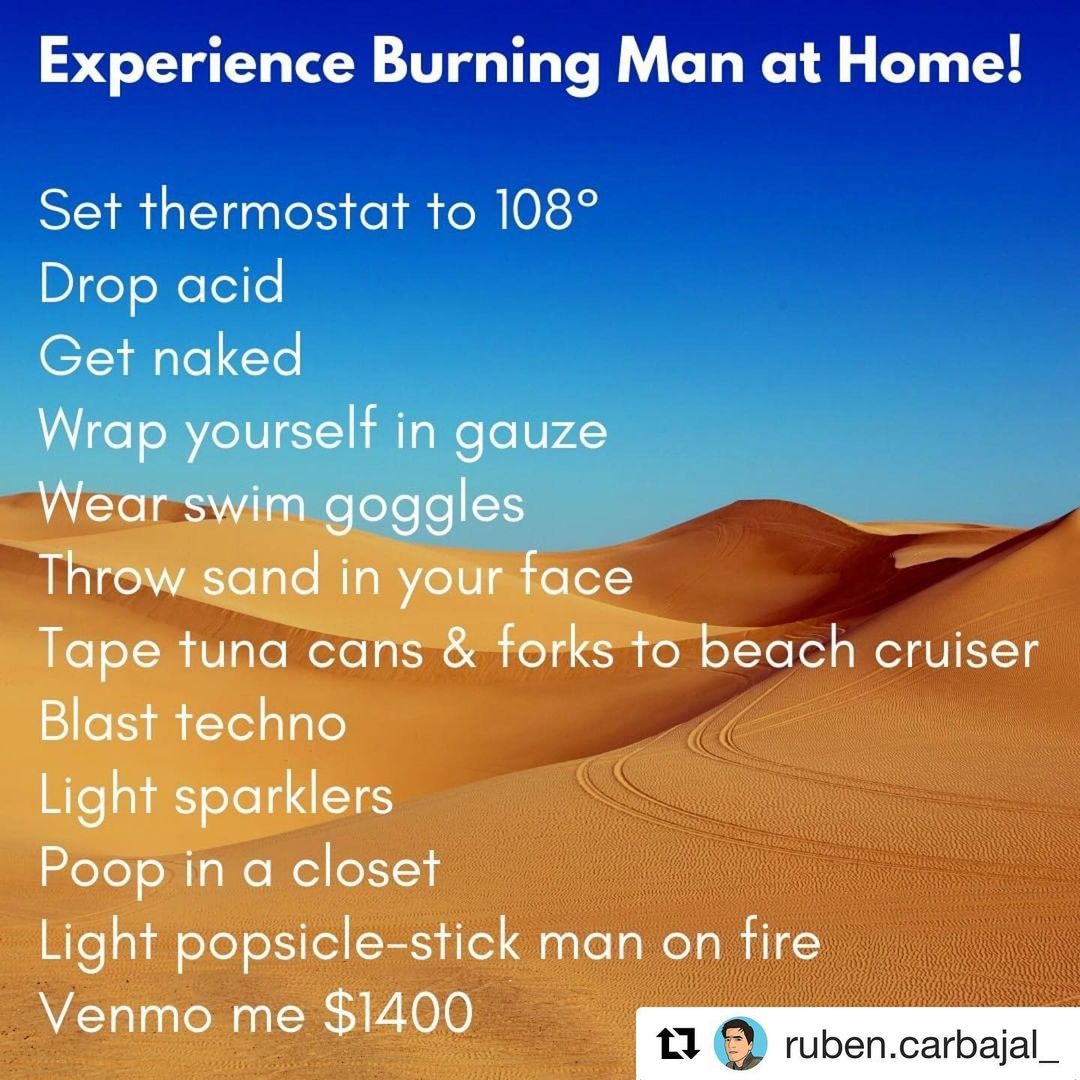 Experience Burning Man at Home!
Set thermostat to 108°
Drop acid
Get naked
Wrap yourself in gauze
Wear swim goggles
Throw sand in your face
Tape tuna cans & forks to beach cruiser
Blast techno
Light sparklers
Poop in a closet
Light popsicle-stick man on fire
Venmo me $1400
ruben.carbajal_